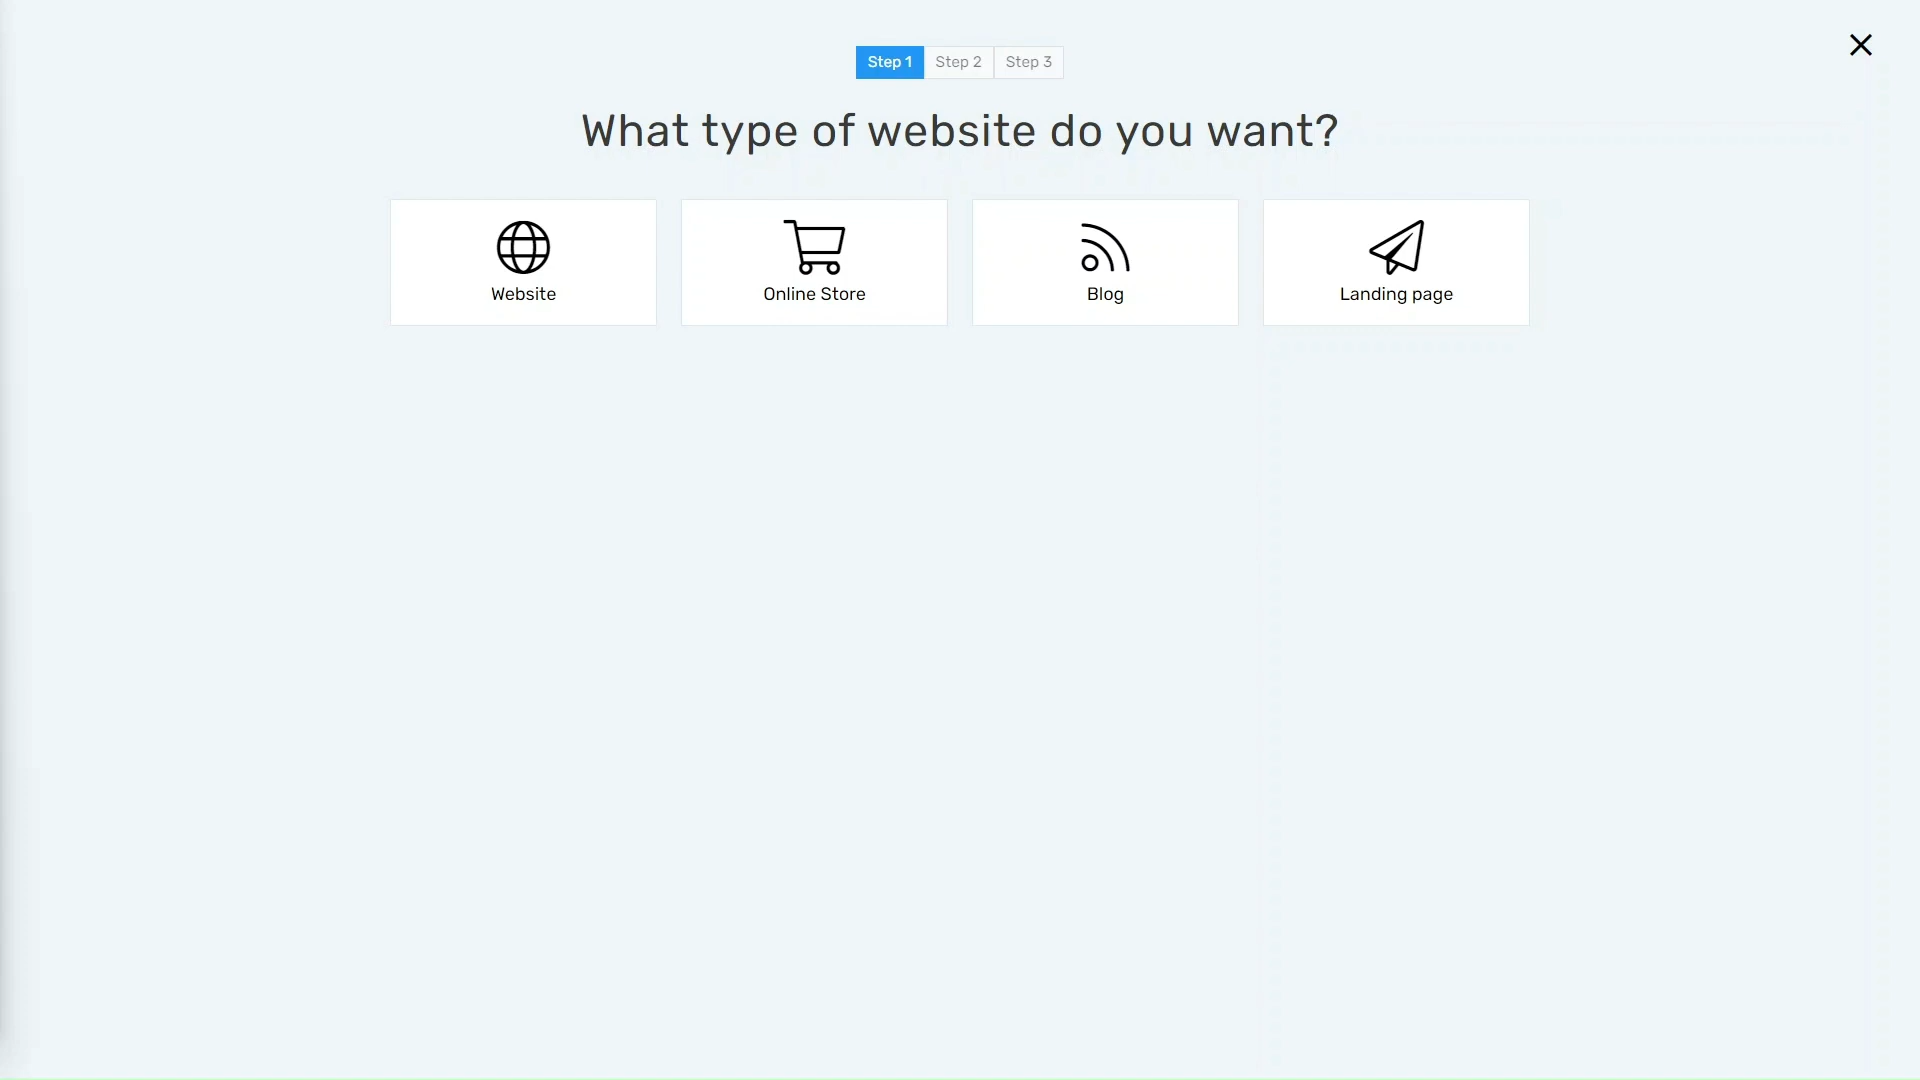 Step 1 Step 2 Step 3
What type of website do you want?
Website Online Store Blog Landing page